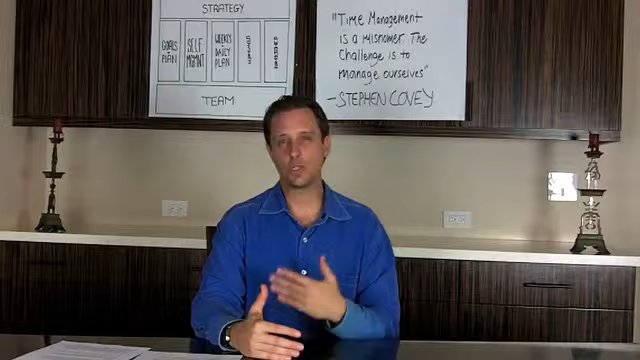 STRATEGY
GOALS
+
PLAN
SELF
MGMNT
WEEKLY
+
DAILY
PLAN
TEAM
"Time Management
is a misnomer The
Challenge is to
manage ourselves"
-STEPHEN COVEY